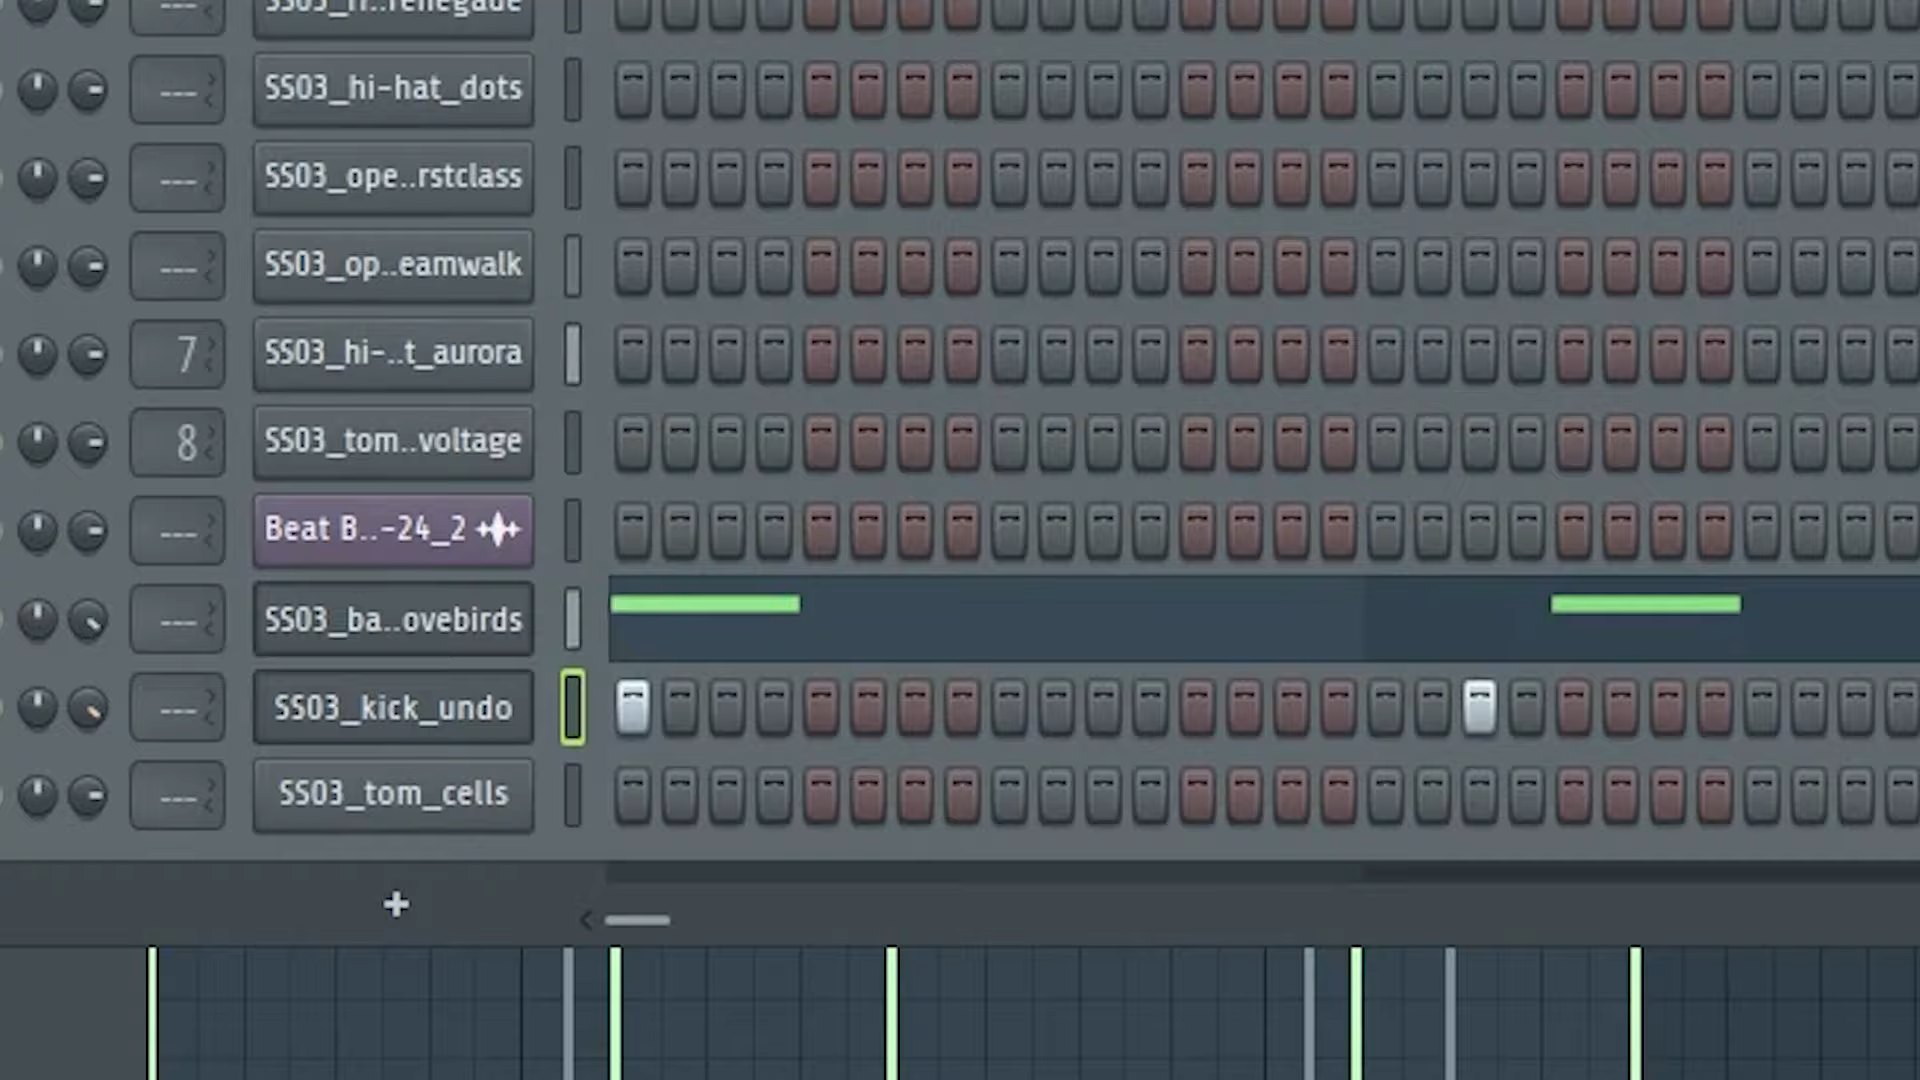 SS03_hi-hat_dots
SS03_ope..rstclass
SS03_op..eamwalk
7 SS03_hi-..t_aurora
8 SS03_tom..voltage
Beat B..-24_2
SS03_ba..ovebirds
SS03_kick_undo
SS03_tom_cells
+